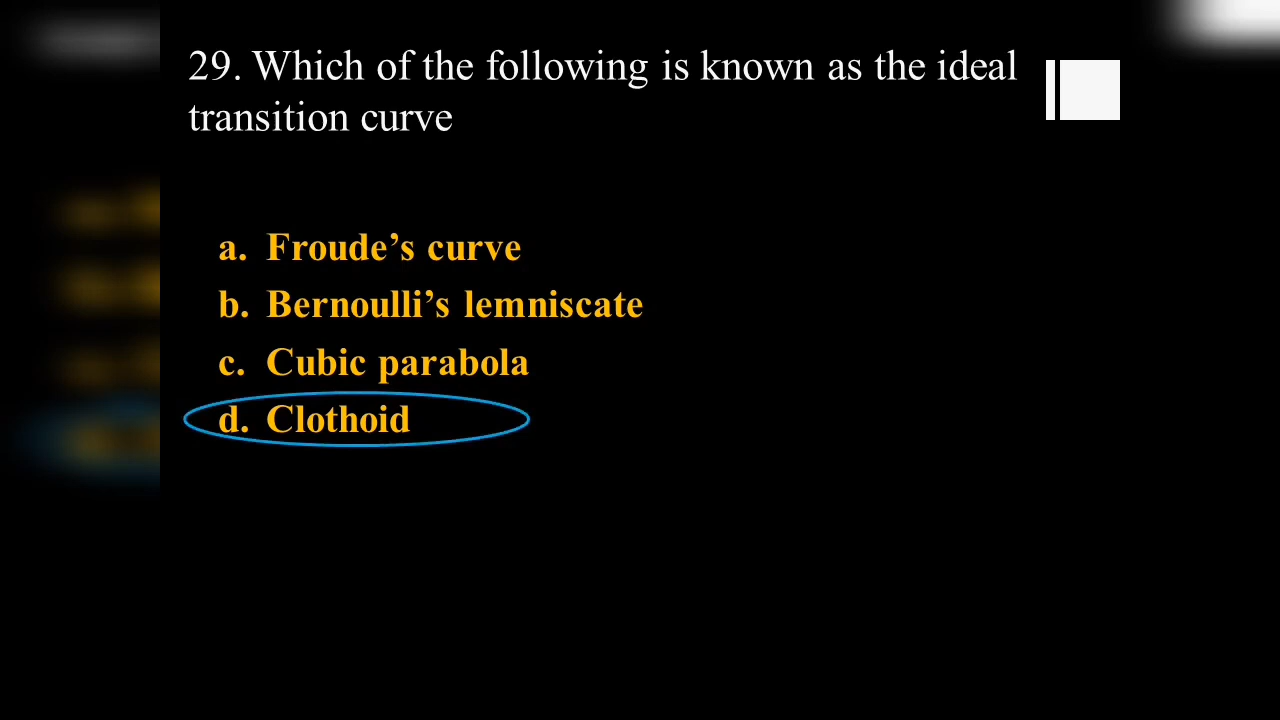 29. Which of the following is known as the ideal
transition curve
a. Froude’s curve
b. Bernoulli’s lemniscate
c. Cubic parabola
d. Clothoid